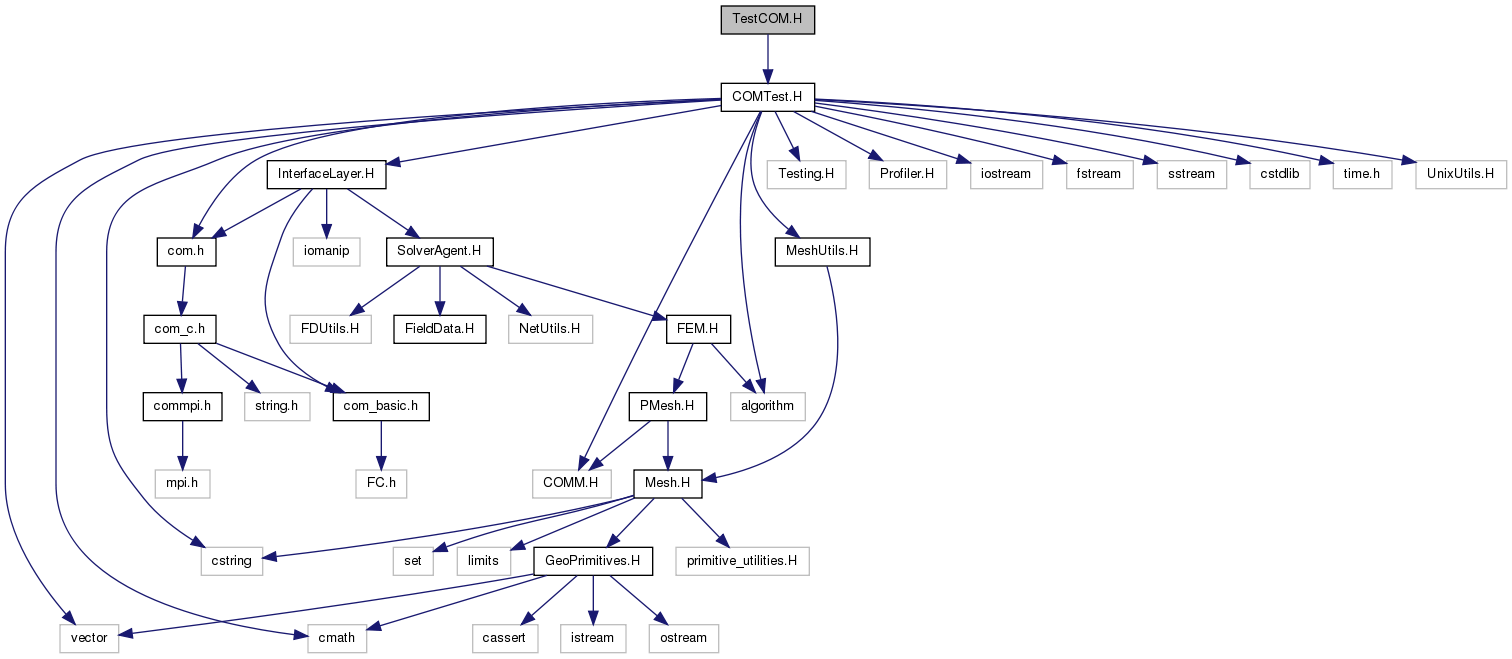 TestCOM.H
COMTest.H
InterfaceLayer.H
Testing.H
Profiler.H
iostream
fstream
sstream
cstdlib
time.h
UnixUtils.H
com.h
iomanip
SolverAgent.H
MeshUtils.H
com_c.h
FDUtils.H
FieldData.H
NetUtils.H
FEM.H
commpi.h
string.h
com_basic.h
PMesh.H
algorithm
mpi.h
FC.h
COMM.H
Mesh.H
cstring
set
limits
GeoPrimitives.H
primitive_utilities.H
vector
cmath
cassert
istream
ostream